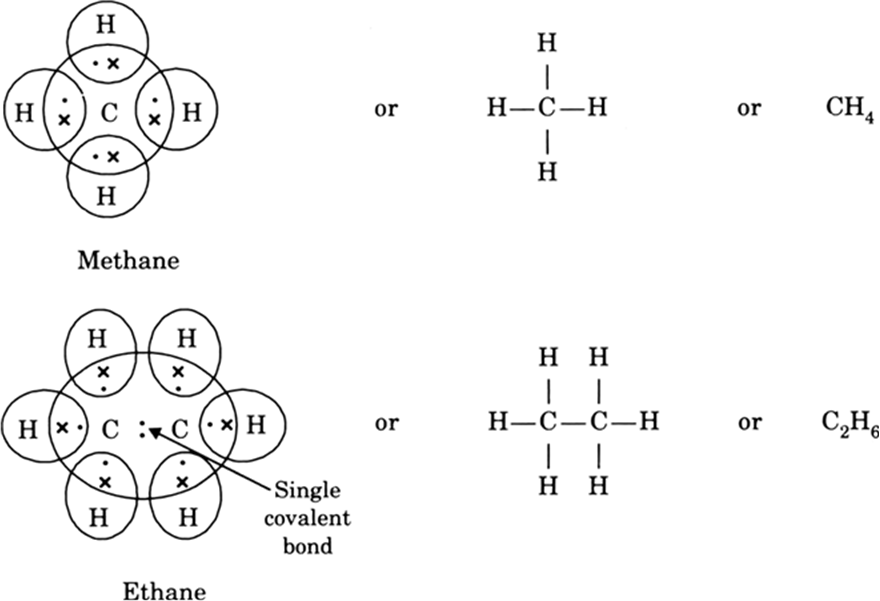 H
H C H
H
or
H
|
H—C—H
|
H
or
CH₄
Methane
H H
H C : C H
H H
or
H H
| |
H—C—C—H
| |
H H
or
C₂H₆
Single
covalent
bond
Ethane